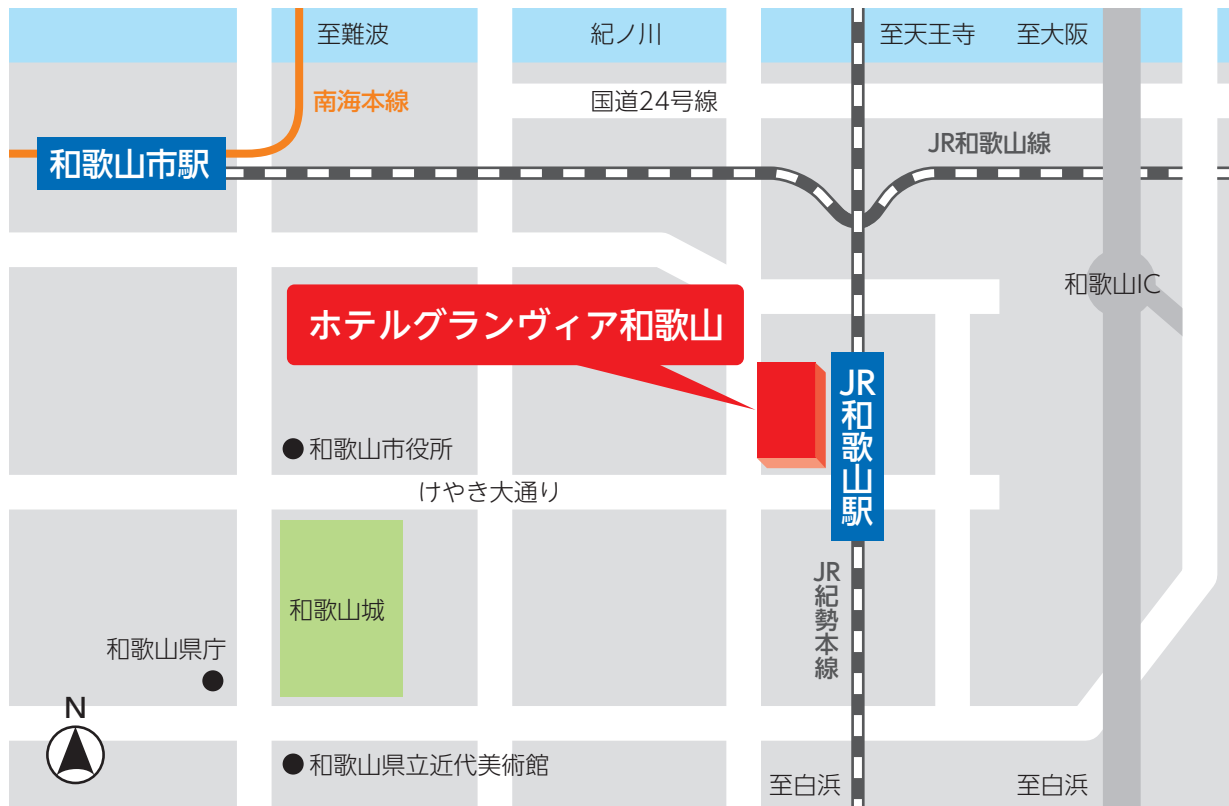 至難波
紀ノ川
至天王寺
至大阪
南海本線
国道24号線
和歌山市駅
JR和歌山線
和歌山IC
ホテルグランヴィア和歌山
JR和歌山駅
和歌山市役所
けやき大通り
JR紀勢本線
和歌山城
和歌山県庁
N
和歌山県立近代美術館
至白浜
至白浜